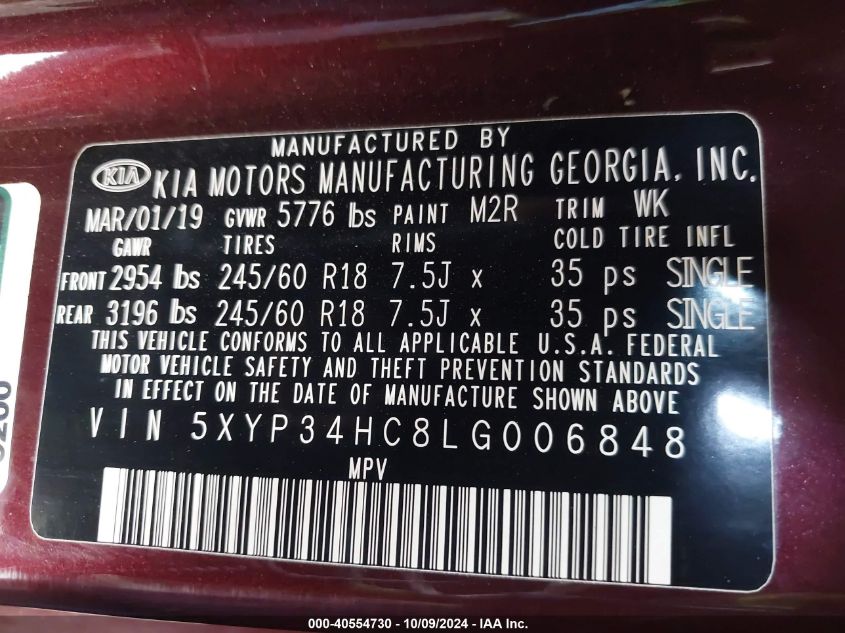 MANUFACTURED BY
KIA KIA MOTORS MANUFACTURING GEORGIA, INC.
MAR/01/19 GVWR 5776 lbs PAINT M2R TRIM WK
GAWR TIRES RIMS COLD TIRE INFL
FRONT 2954 lbs 245/60 R18 7.5J x 35 ps SINGLE
REAR 3196 lbs 245/60 R18 7.5J x 35 ps SINGLE
THIS VEHICLE CONFORMS TO ALL APPLICABLE U.S.A. FEDERAL
MOTOR VEHICLE SAFETY AND THEFT PREVENTION STANDARDS
IN EFFECT ON THE DATE OF MANUFACTURE SHOWN ABOVE
VIN 5XYP34HC8LG006848
MPV
000-40554730 - 10/09/2024 - IAA Inc.